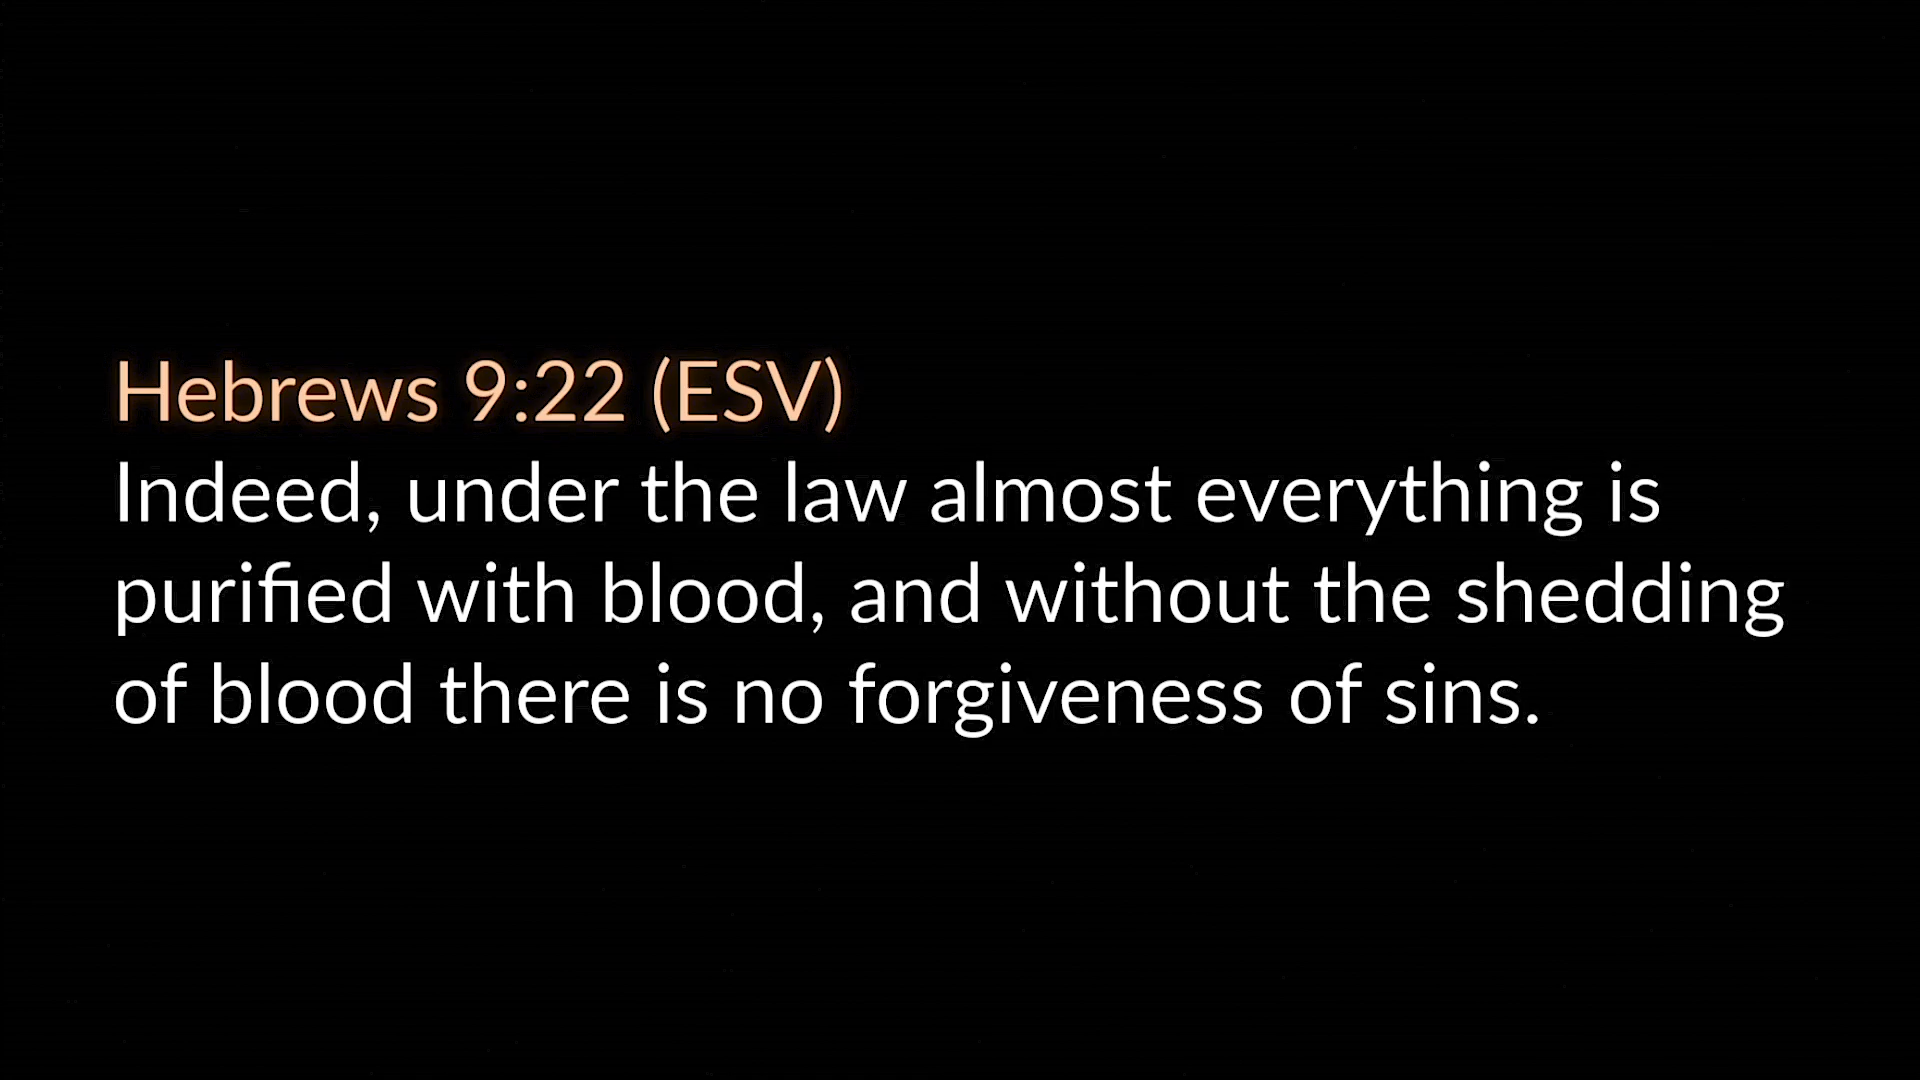 Hebrews 9:22 (ESV)
Indeed, under the law almost everything is
purified with blood, and without the shedding
of blood there is no forgiveness of sins.